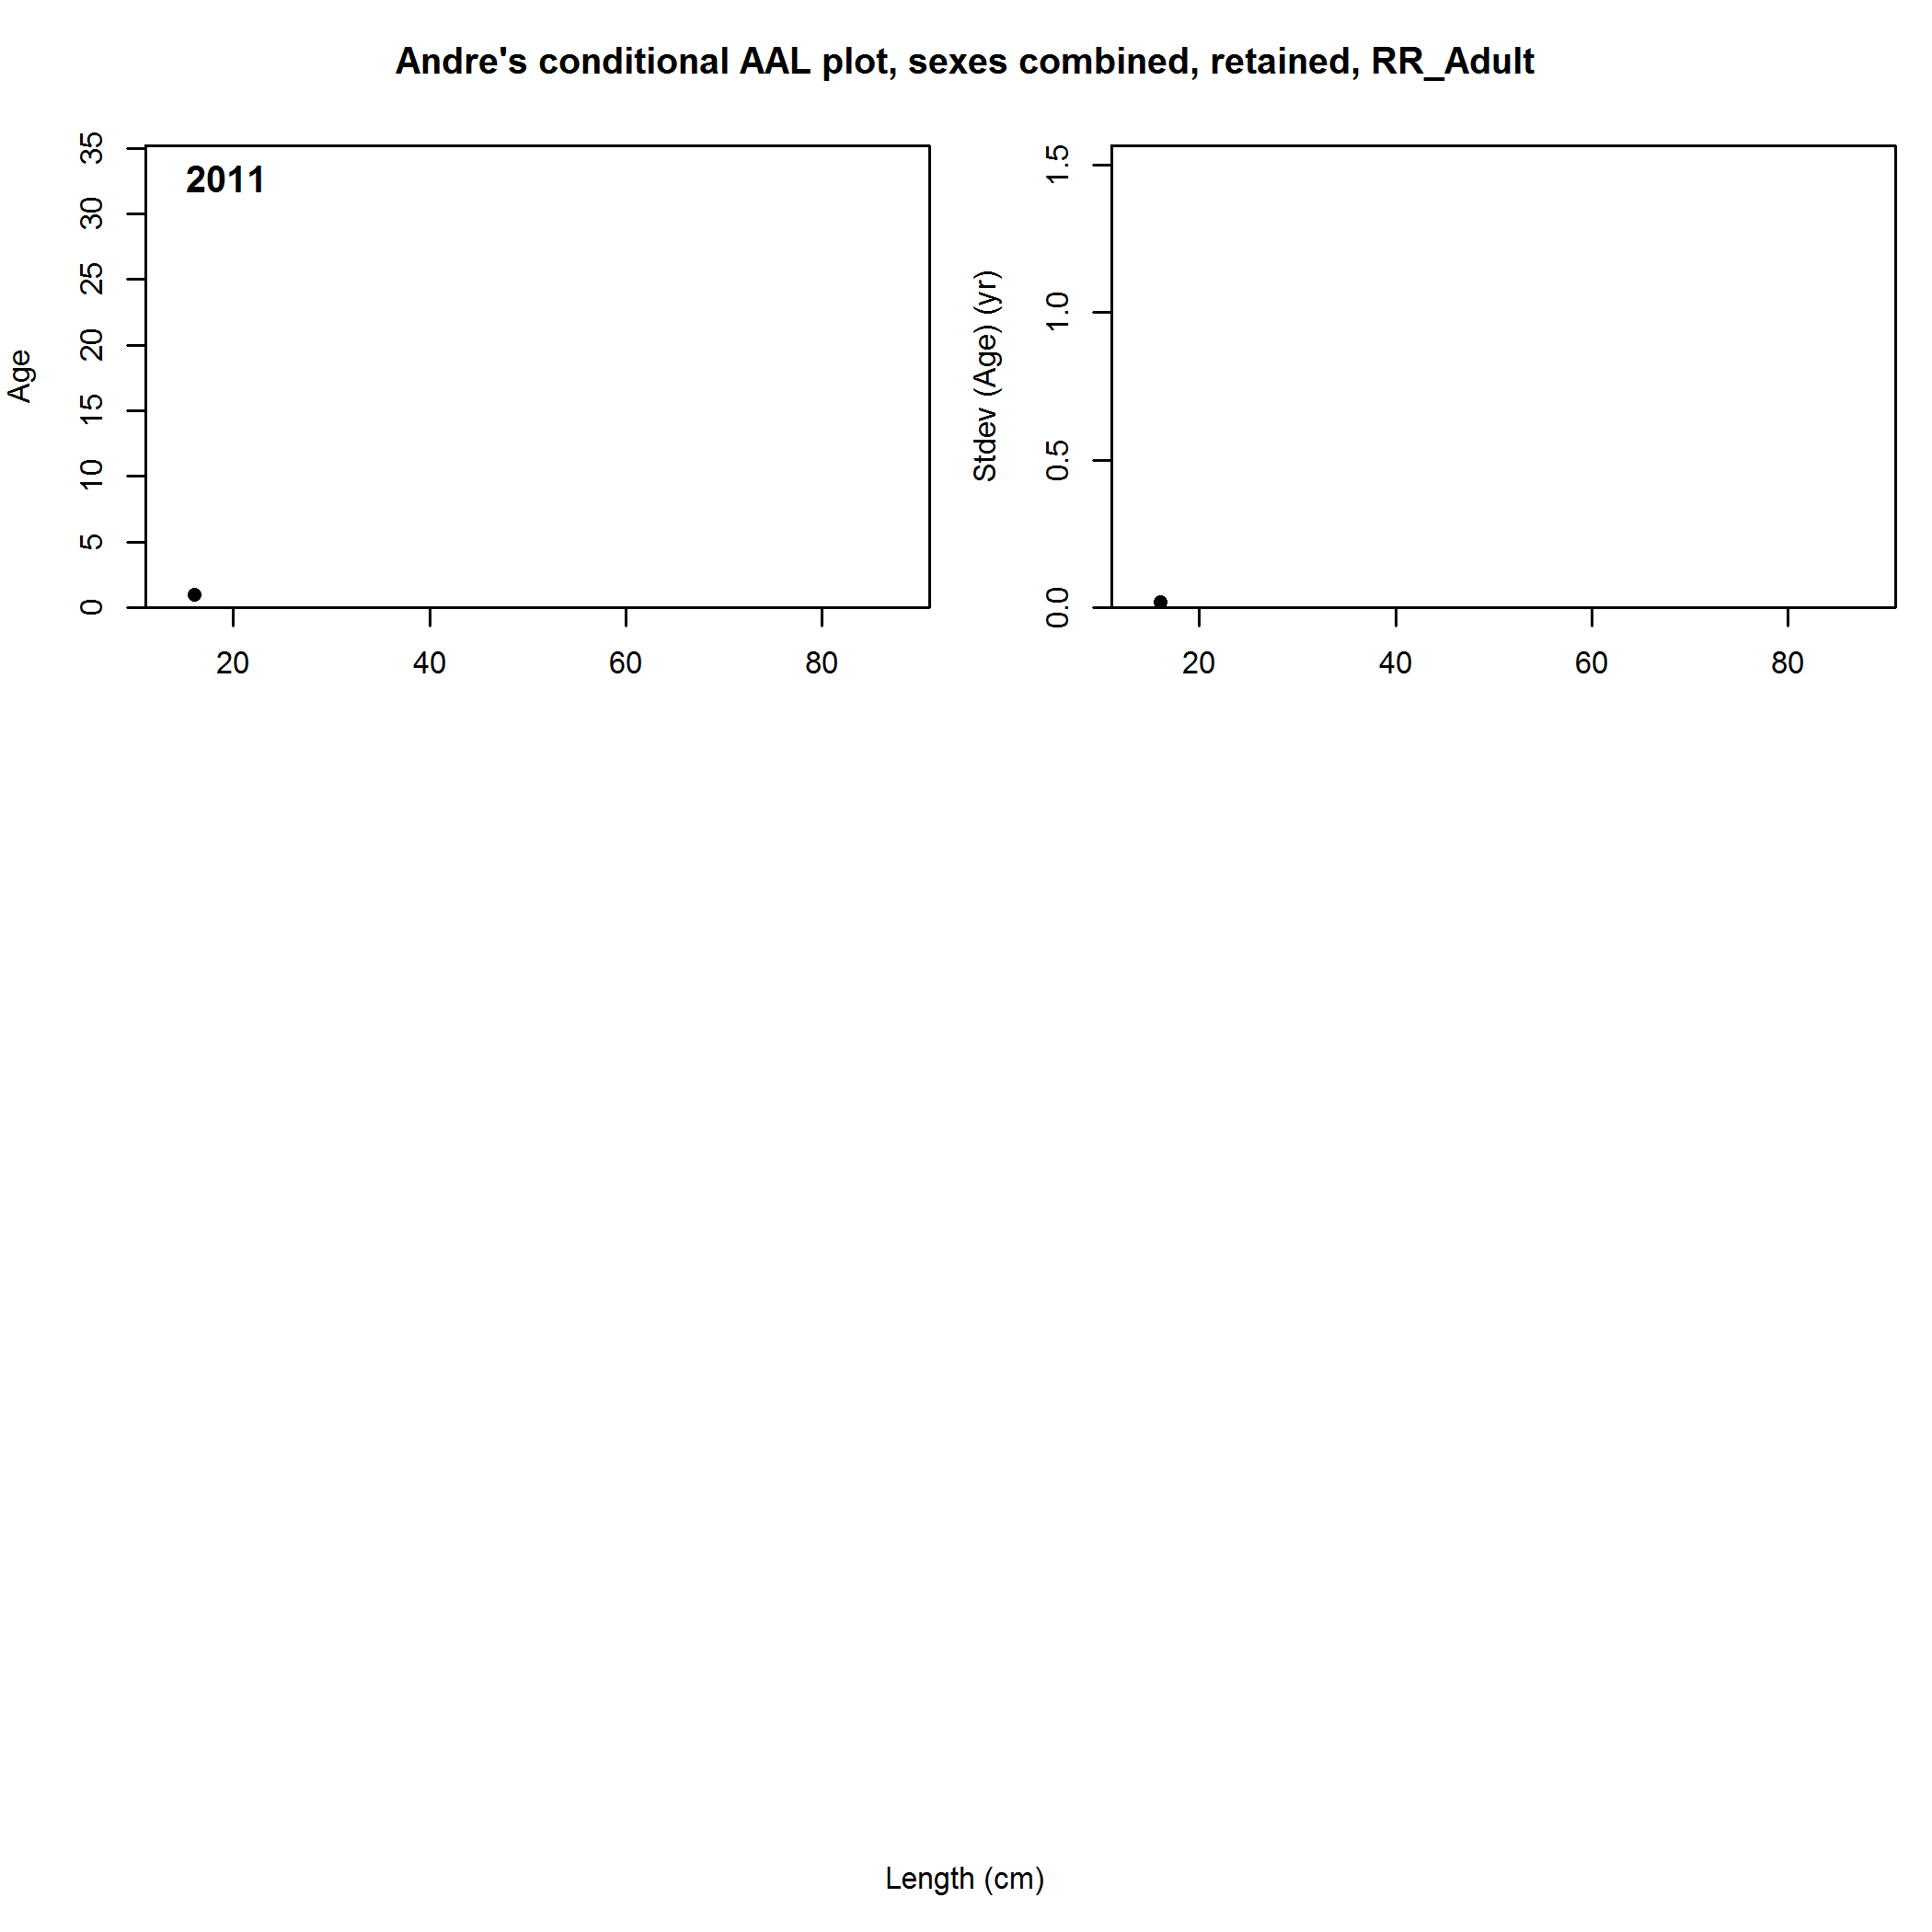 Andre's conditional AAL plot, sexes combined, retained, RR_Adult
2011
Age
35
30
25
20
15
10
5
0
20 40 60 80
Stdev (Age) (yr)
1.5
1.0
0.5
0.0
20 40 60 80
Length (cm)